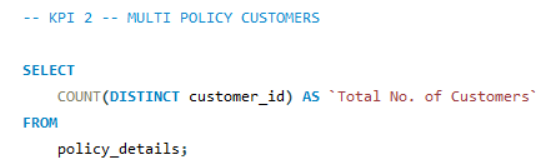 -- KPI 2 -- MULTI POLICY CUSTOMERS
SELECT
COUNT(DISTINCT customer_id) AS `Total No. of Customers`
FROM
policy_details;